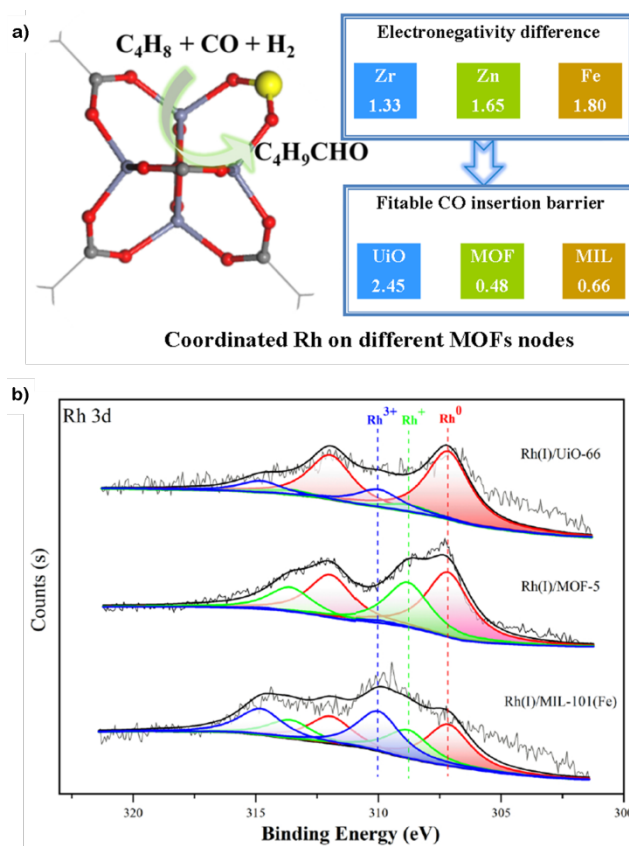 a)
C₄H₈ + CO + H₂
C₄H₉CHO
Electronegativity difference
Zr Zn Fe
1.33 1.65 1.80
Fitable CO insertion barrier
UiO MOF MIL
2.45 0.48 0.66
Coordinated Rh on different MOFs nodes
b)
Rh 3d
Rh³⁺ Rh⁺ Rh⁰
Rh(I)/UiO-66
Rh(I)/MOF-5
Rh(I)/MIL-101(Fe)
Counts (s)
320 315 310 305 300
Binding Energy (eV)